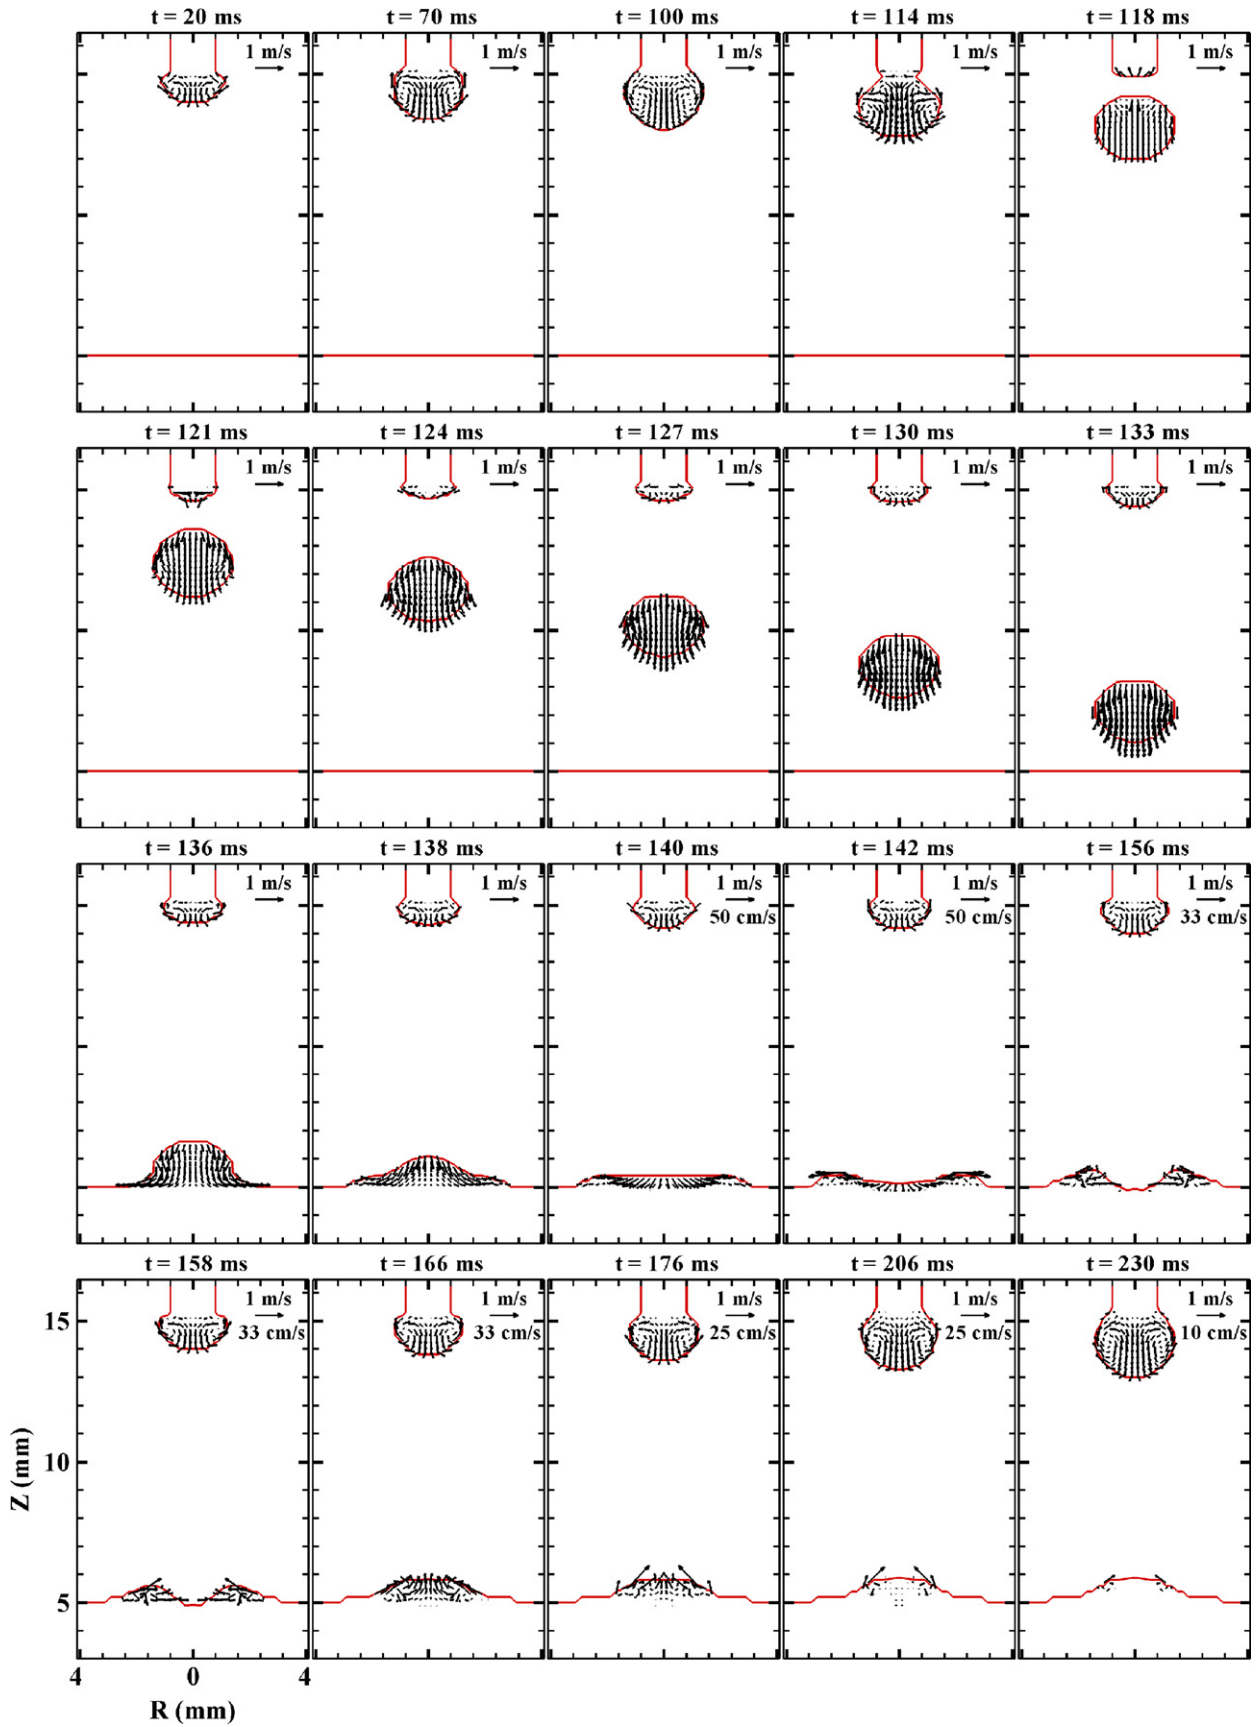 t = 20 ms t = 70 ms t = 100 ms t = 114 ms t = 118 ms
1 m/s 1 m/s 1 m/s 1 m/s 1 m/s
t = 121 ms t = 124 ms t = 127 ms t = 130 ms t = 133 ms
1 m/s 1 m/s 1 m/s 1 m/s 1 m/s
t = 136 ms t = 138 ms t = 140 ms t = 142 ms t = 156 ms
1 m/s 1 m/s 1 m/s 1 m/s 1 m/s
50 cm/s 50 cm/s 33 cm/s
t = 158 ms t = 166 ms t = 176 ms t = 206 ms t = 230 ms
1 m/s 1 m/s 1 m/s 1 m/s 1 m/s
15
33 cm/s 33 cm/s 25 cm/s 25 cm/s 10 cm/s
10
Z (mm)
5
4 0 4
R (mm)